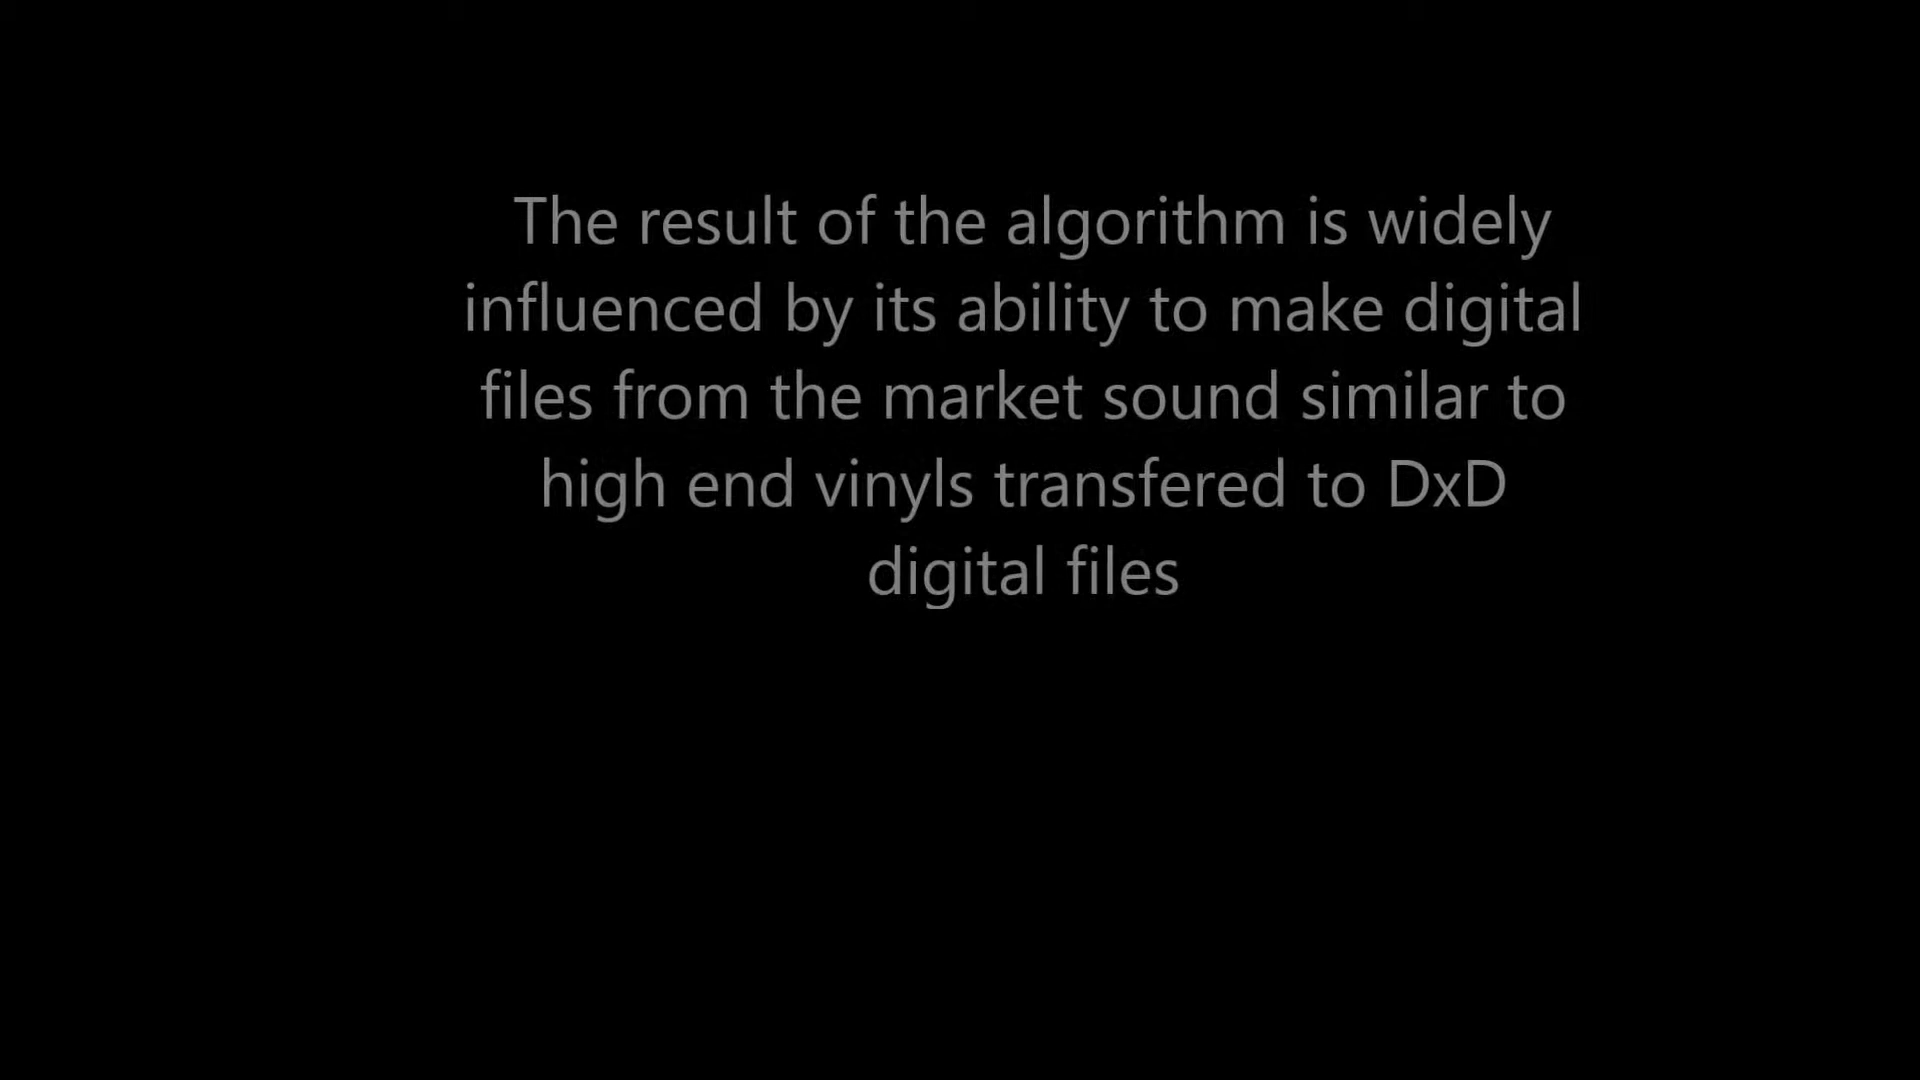 The result of the algorithm is widely
influenced by its ability to make digital
files from the market sound similar to
high end vinyls transfered to DxD
digital files